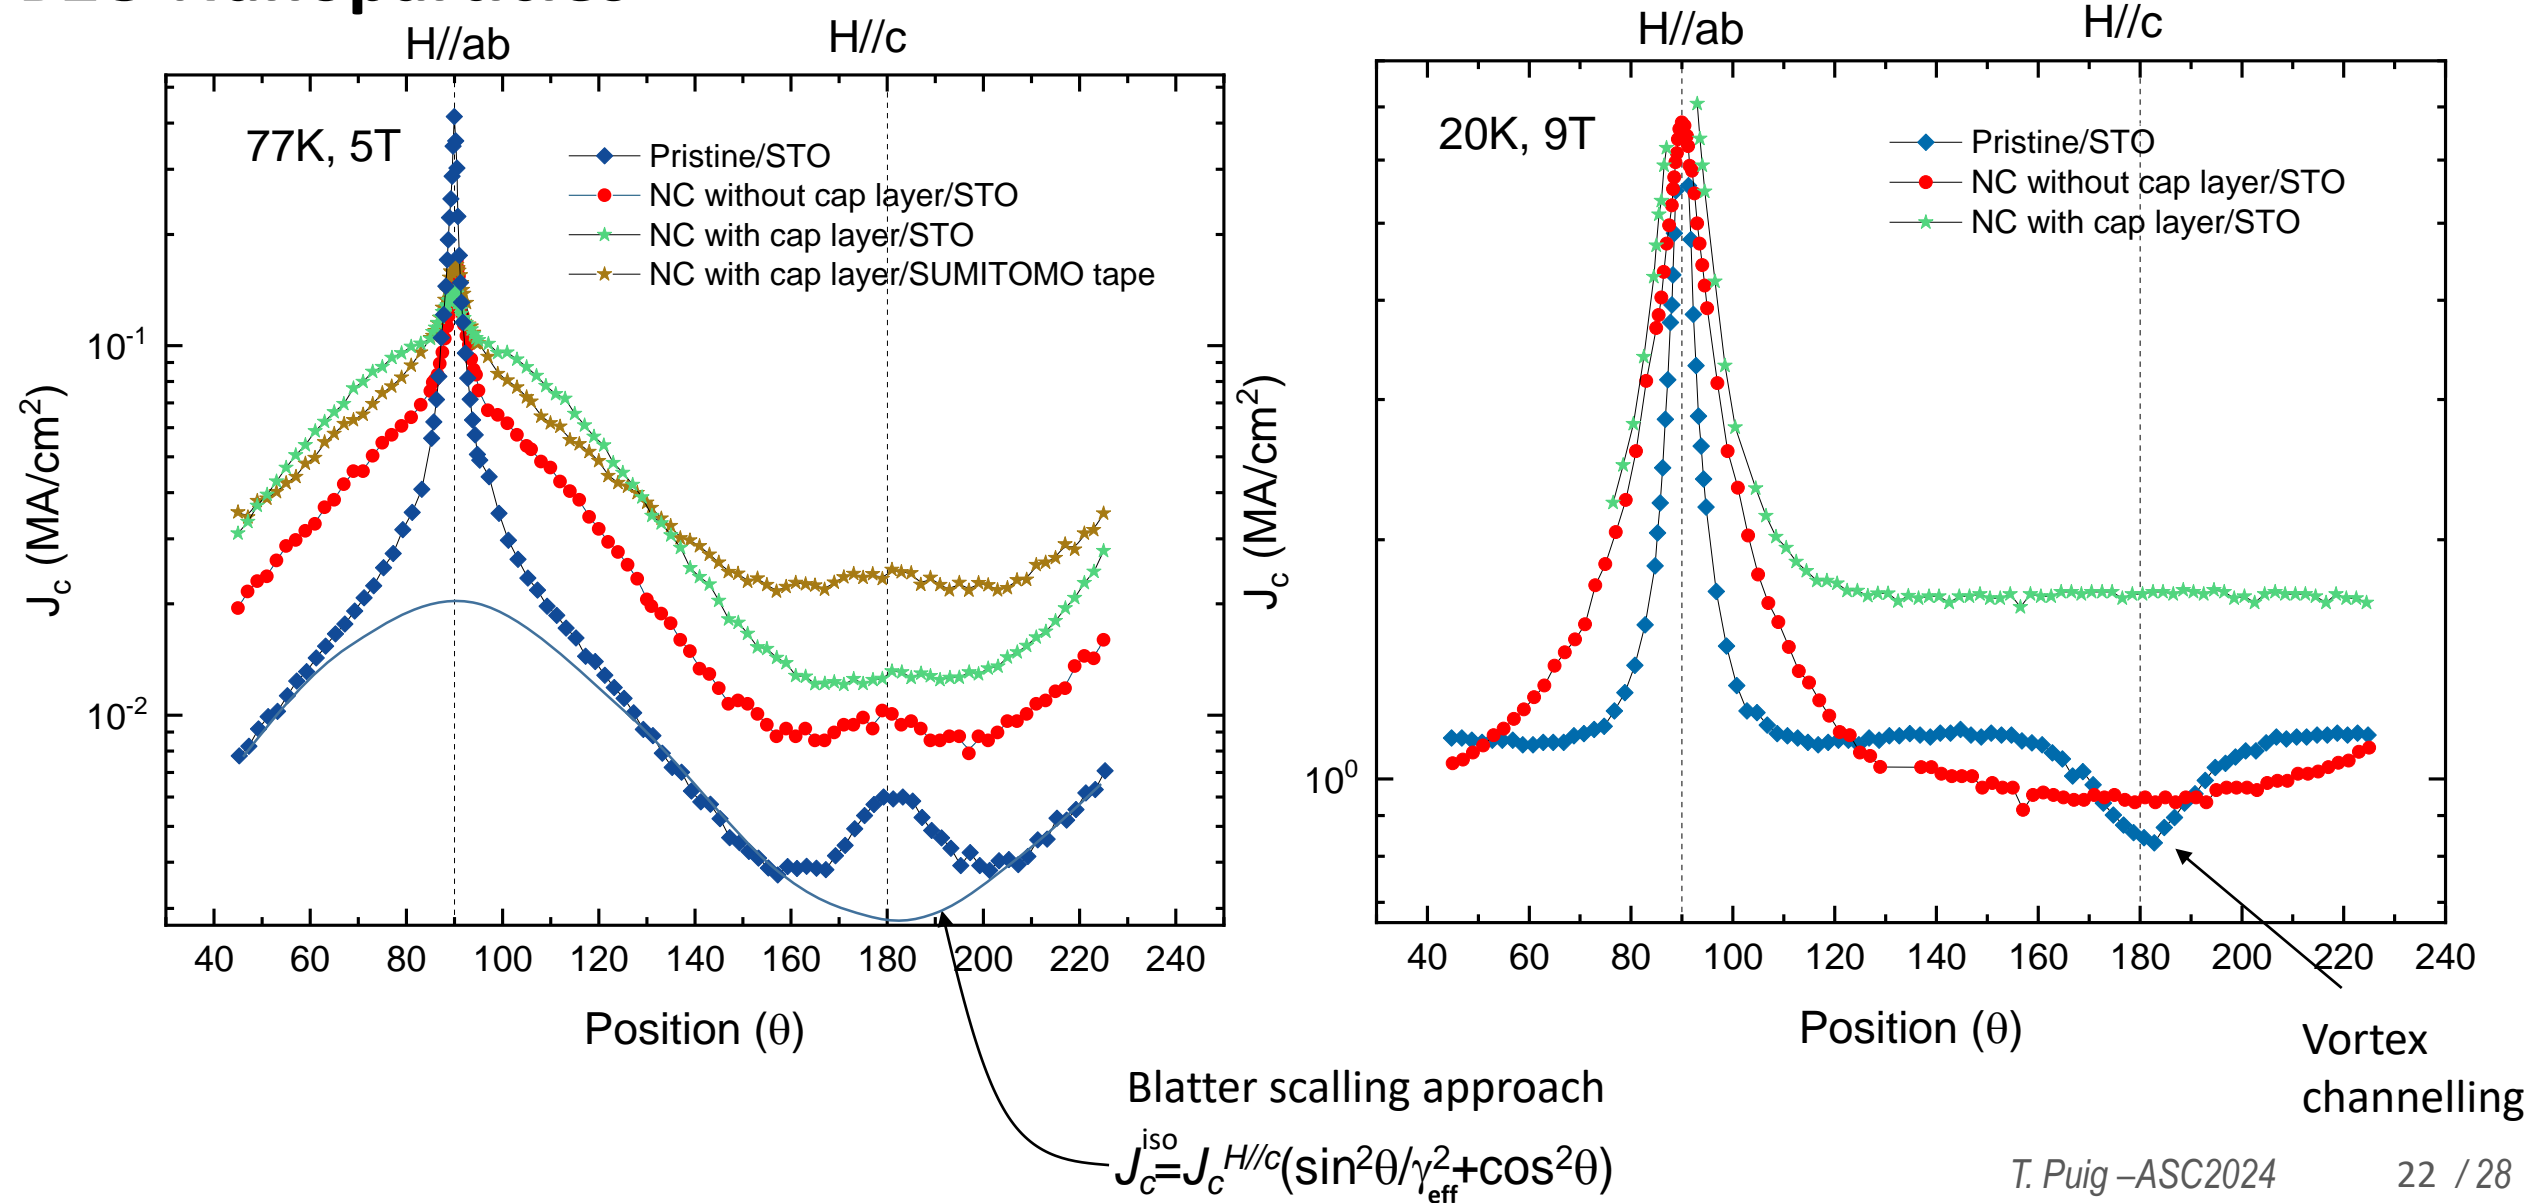 H//ab
H//c
77K, 5T
Pristine/STO
NC without cap layer/STO
NC with cap layer/STO
NC with cap layer/SUMITOMO tape
10-1
10-2
Jc (MA/cm2)
40 60 80 100 120 140 160 180 200 220 240
Position (θ)
H//ab
H//c
20K, 9T
Pristine/STO
NC without cap layer/STO
NC with cap layer/STO
100
Jc (MA/cm2)
40 60 80 100 120 140 160 180 200 220 240
Position (θ)
Vortex
channelling
Blatter scalling approach
Jc iso=Jc H//c(sin2θ/γ2eff+cos2θ)
T. Puig –ASC2024 22 / 28